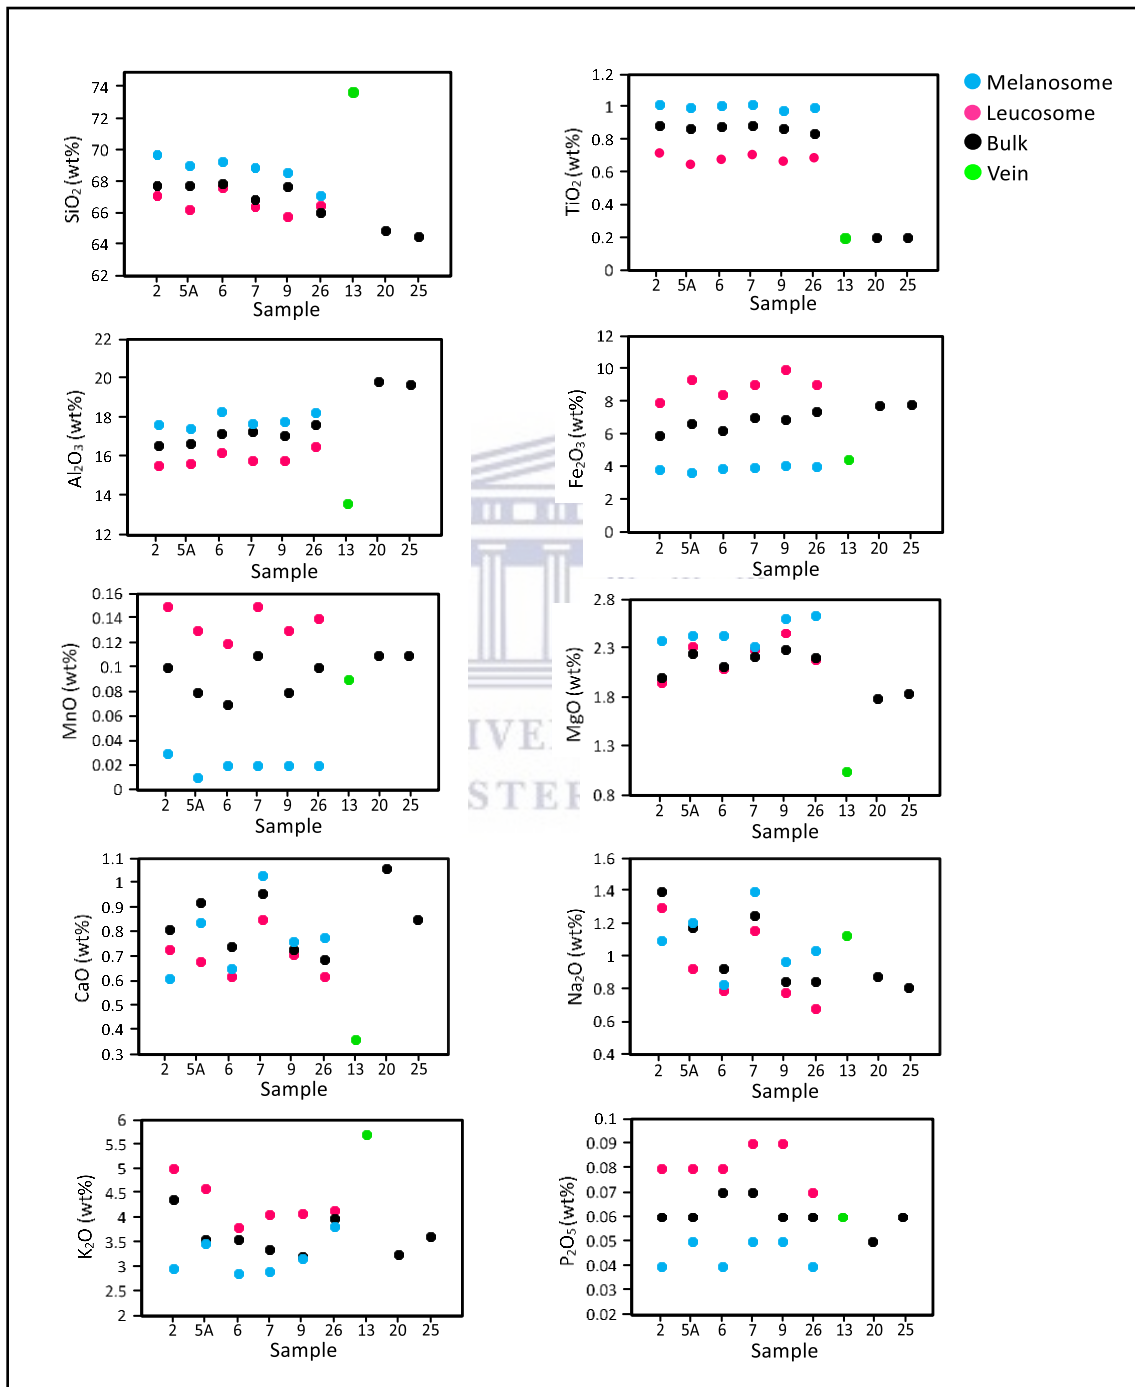 SiO₂ (wt%)
74
72
70
68
66
64
62
2 5A 6 7 9 26 13 20 25
Sample
TiO₂ (wt%)
1.2
1
0.8
0.6
0.4
0.2
0
2 5A 6 7 9 26 13 20 25
Sample
Melanosome
Leucosome
Bulk
Vein
Al₂O₃ (wt%)
22
20
18
16
14
12
2 5A 6 7 9 26 13 20 25
Sample
Fe₂O₃ (wt%)
12
10
8
6
4
2
0
2 5A 6 7 9 26 13 20 25
Sample
MnO (wt%)
0.16
0.14
0.12
0.1
0.08
0.06
0.04
0.02
0
2 5A 6 7 9 26 13 20 25
Sample
MgO (wt%)
2.8
2.3
1.8
1.3
0.8
2 5A 6 7 9 26 13 20 25
Sample
IVE
STE
CaO (wt%)
1.1
1
0.9
0.8
0.7
0.6
0.5
0.4
0.3
2 5A 6 7 9 26 13 20 25
Sample
Na₂O (wt%)
1.6
1.4
1.2
1
0.8
0.6
0.4
2 5A 6 7 9 26 13 20 25
Sample
K₂O (wt%)
6
5.5
5
4.5
4
3.5
3
2.5
2
2 5A 6 7 9 26 13 20 25
Sample
P₂O₅ (wt%)
0.1
0.09
0.08
0.07
0.06
0.05
0.04
0.03
0.02
2 5A 6 7 9 26 13 20 25
Sample